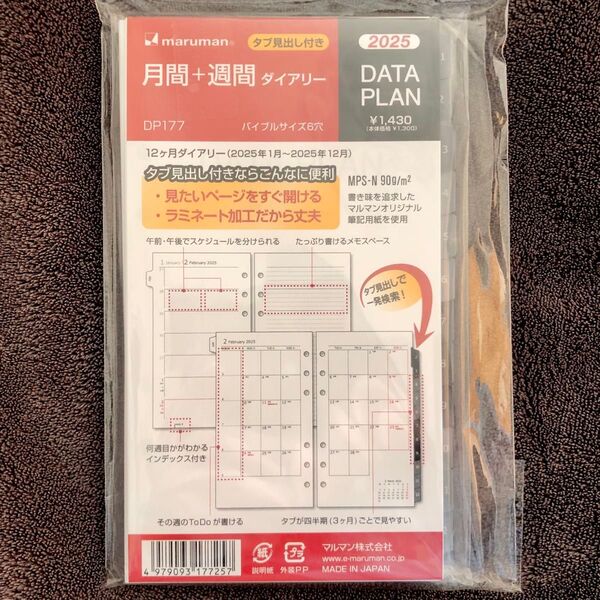 maruman®
タブ見出し付き
2025
月間+週間 ダイアリー
DATA
PLAN
DP177
バイブルサイズ6穴
¥1,430
(本体価格 ¥1,300)
12ヶ月ダイアリー(2025年1月〜2025年12月)
タブ見出し付きならこんなに便利
・見たいページをすぐ開ける
・ラミネート加工だから丈夫
MPS-N 90g/m²
書き味を追求した
マルマンオリジナル
筆記用紙を使用
午前・午後でスケジュールを分けられる
たっぷり書けるメモスペース
1 January
2 February 2025
タブ見出しで
一発検索!
2 February 2025
何週目かがわかる
インデックス付き
その週のToDoが書ける
タブが四半期(3ヶ月)ごとで見やすい
4 979093 177257
紙
説明紙
プラ
外装PP
マルマン株式会社
www.e-maruman.co.jp
MADE IN JAPAN